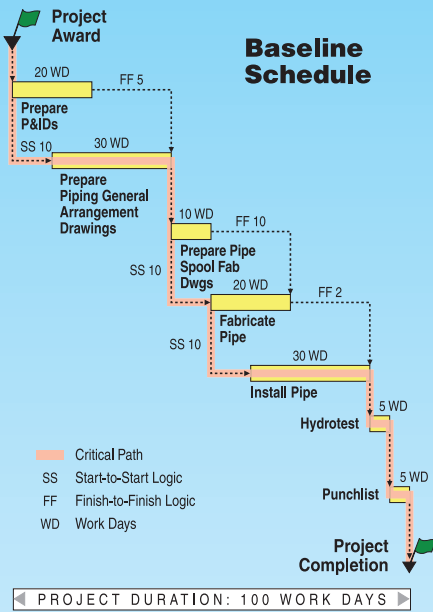 Project
Award
Baseline
Schedule
20 WD
FF 5
Prepare
P&IDs
SS 10
30 WD
Prepare
Piping General
Arrangement
Drawings
10 WD
FF 10
Prepare Pipe
Spool Fab
Dwgs
SS 10
20 WD
FF 2
Fabricate
Pipe
SS 10
30 WD
Install Pipe
5 WD
Hydrotest
Critical Path
SS Start-to-Start Logic
FF Finish-to-Finish Logic
WD Work Days
5 WD
Punchlist
Project
Completion
PROJECT DURATION: 100 WORK DAYS